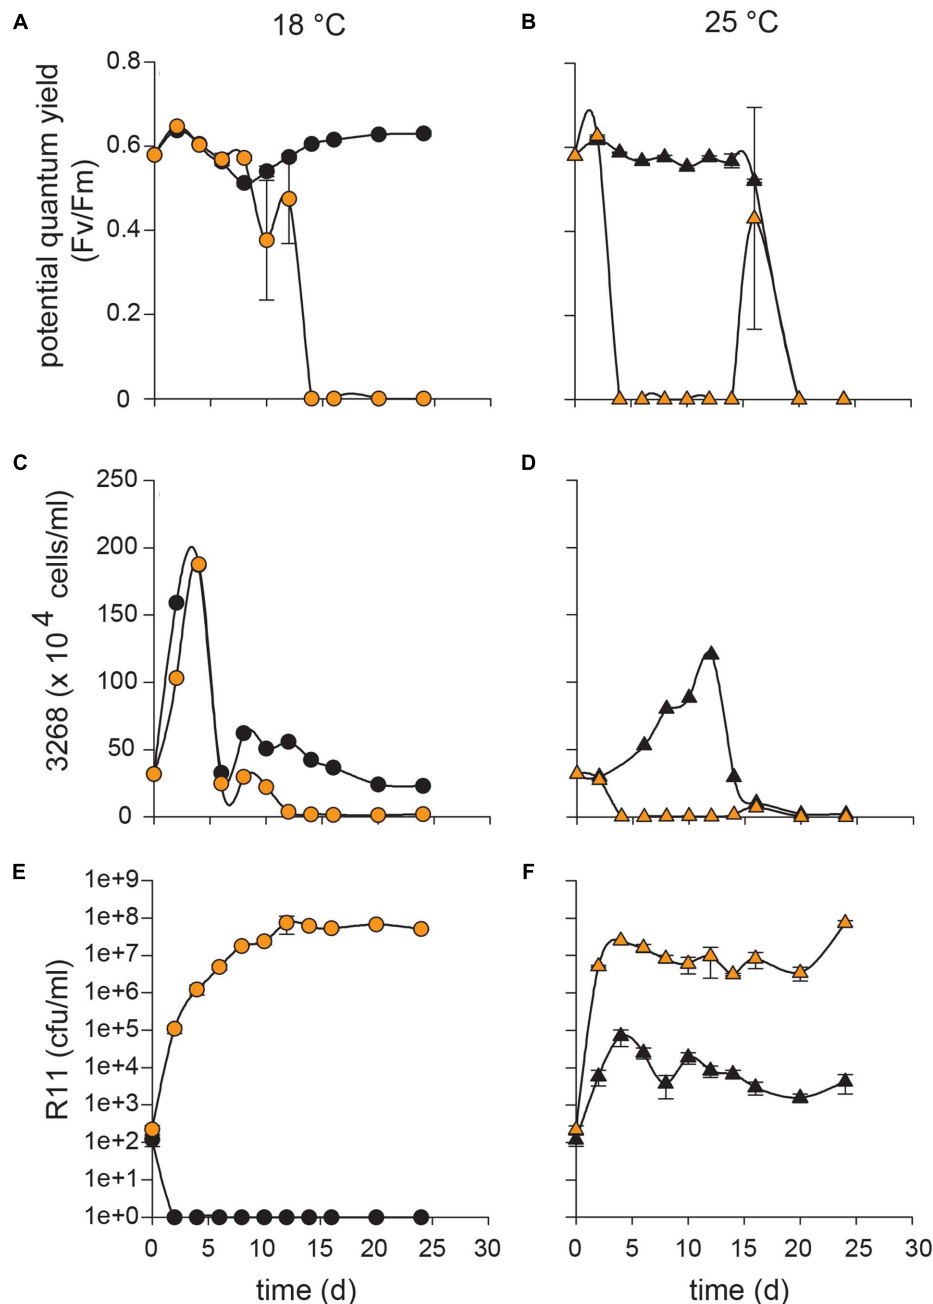 A
18 °C
B
25 °C
potential quantum yield
(Fv/Fm)
0.8
0.6
0.4
0.2
0
C
D
3268 (x 10⁴ cells/ml)
250
200
150
100
50
0
E
F
R11 (cfu/ml)
1e+9
1e+8
1e+7
1e+6
1e+5
1e+4
1e+3
1e+2
1e+1
1e+0
0 5 10 15 20 25 30
0 5 10 15 20 25 30
time (d)
time (d)